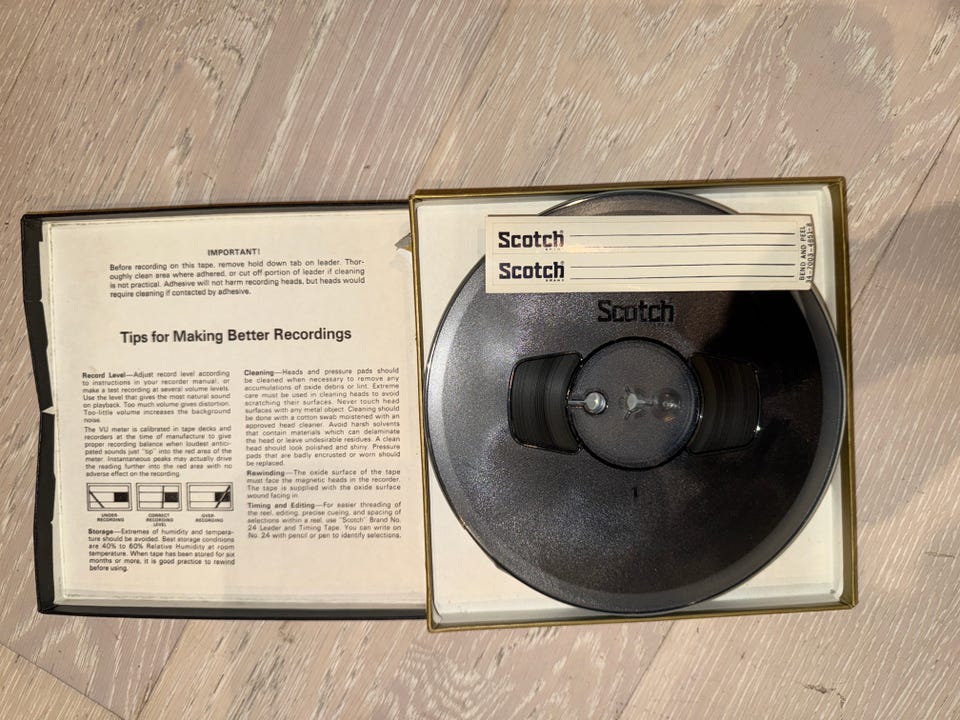 IMPORTANT!
Before recording on this tape, remove hold down tab on leader. Thor-
oughly clean area where adhered, or cut off portion of leader if cleaning
is not practical. Adhesive will not harm recording heads, but heads would
require cleaning if contacted by adhesive.
Tips for Making Better Recordings
Record Level—Adjust record level according
to instructions in your recorder manual, or
make a test recording at several volume levels.
Use the level that gives the most natural sound
on playback. Too much volume gives distortion.
Too-little volume increases the background
noise.
The VU meter is calibrated in tape decks and
recorders at the time of manufacture to give
proper recording balance when loudest antici-
pated sounds just "tip" into the red area of the
meter. Instantaneous peaks may actually drive
the reading further into the red area with no
adverse effect on the recording.
UNDER-
RECORDING
CORRECT
RECORDING
LEVEL
OVER-
RECORDING
Storage—Extremes of humidity and tempera-
ture should be avoided. Best storage conditions
are 40% to 60% Relative Humidity at room
temperature. When tape has been stored for six
months or more, it is good practice to rewind
before using.
Cleaning—Heads and pressure pads should
be cleaned when necessary to remove any
accumulations of oxide debris or lint. Extreme
care must be used in cleaning heads to avoid
scratching their surfaces. Never touch head
surfaces with any metal object. Cleaning should
be done with a cotton swab moistened with an
approved head cleaner. Avoid harsh solvents
that contain materials which can delaminate
the head or leave undesirable residues. A clean
head should look polished and shiny. Pressure
pads that are badly encrusted or worn should
be replaced.
Rewinding—The oxide surface of the tape
must face the magnetic heads in the recorder.
The tape is supplied with the oxide surface
wound facing in.
Timing and Editing—For easier threading of
the reel, editing, precise cueing, and spacing of
selections within a reel, use "Scotch" Brand No.
24 Leader and Timing Tape. You can write on
No. 24 with pencil or pen to identify selections.
Scotch
BRAND
Scotch
BRAND
BEND AND PEEL
34-7003-4851-8
Scotch
1